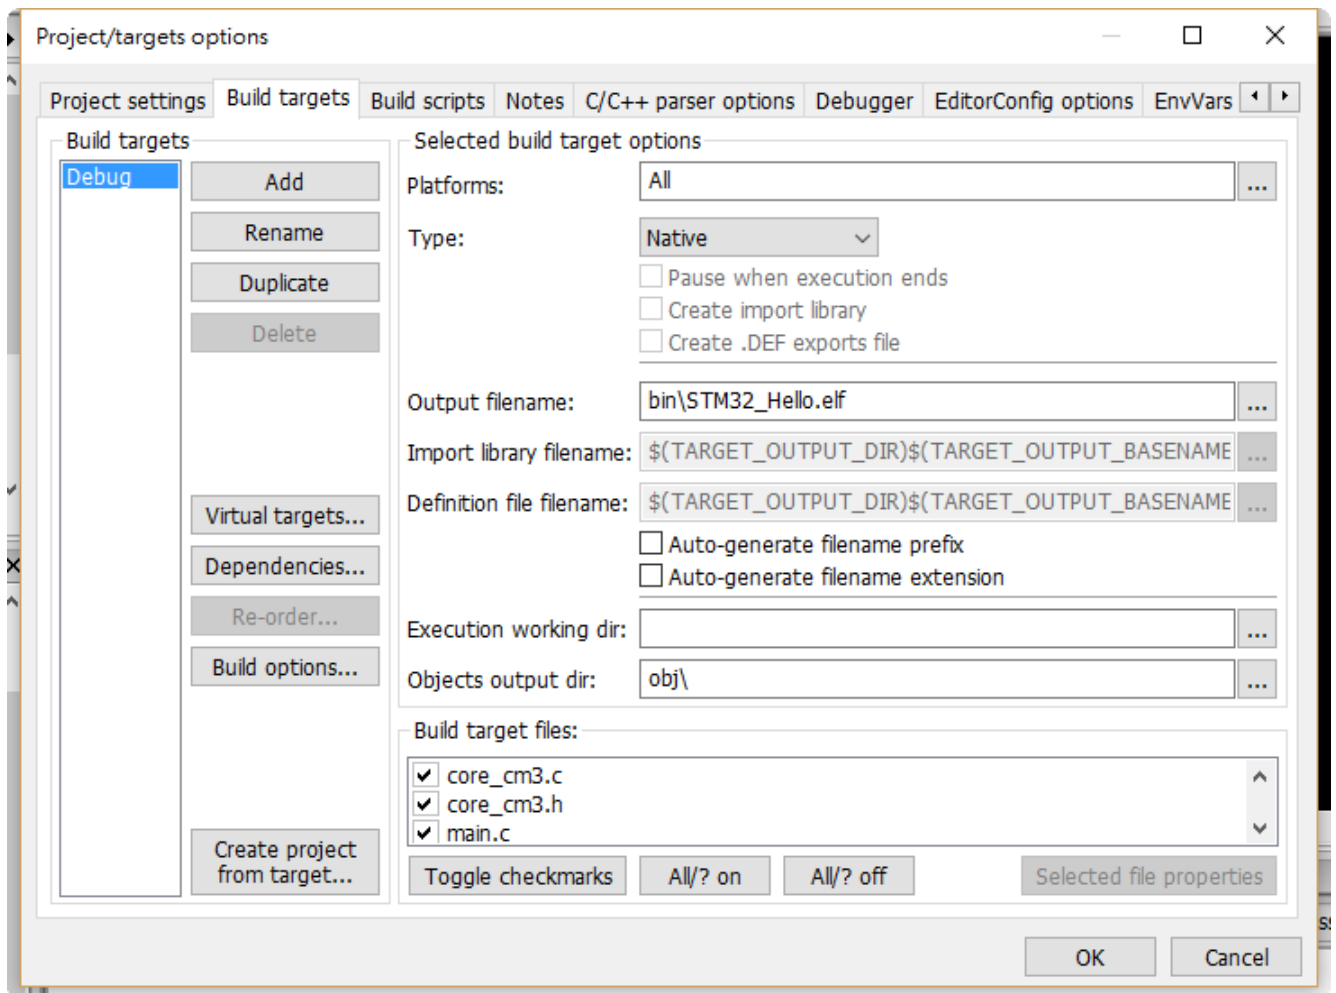 Project/targets options
Project settings Build targets Build scripts Notes C/C++ parser options Debugger EditorConfig options EnvVars
Build targets
Debug
Add
Rename
Duplicate
Delete
Virtual targets...
Dependencies...
Re-order...
Build options...
Create project
from target...
Selected build target options
Platforms: All ...
Type: Native
Pause when execution ends
Create import library
Create .DEF exports file
Output filename: bin\STM32_Hello.elf ...
Import library filename: $(TARGET_OUTPUT_DIR)$(TARGET_OUTPUT_BASENAME ...
Definition file filename: $(TARGET_OUTPUT_DIR)$(TARGET_OUTPUT_BASENAME ...
Auto-generate filename prefix
Auto-generate filename extension
Execution working dir: ...
Objects output dir: obj\ ...
Build target files:
core_cm3.c
core_cm3.h
main.c
Toggle checkmarks All/? on All/? off Selected file properties
OK Cancel